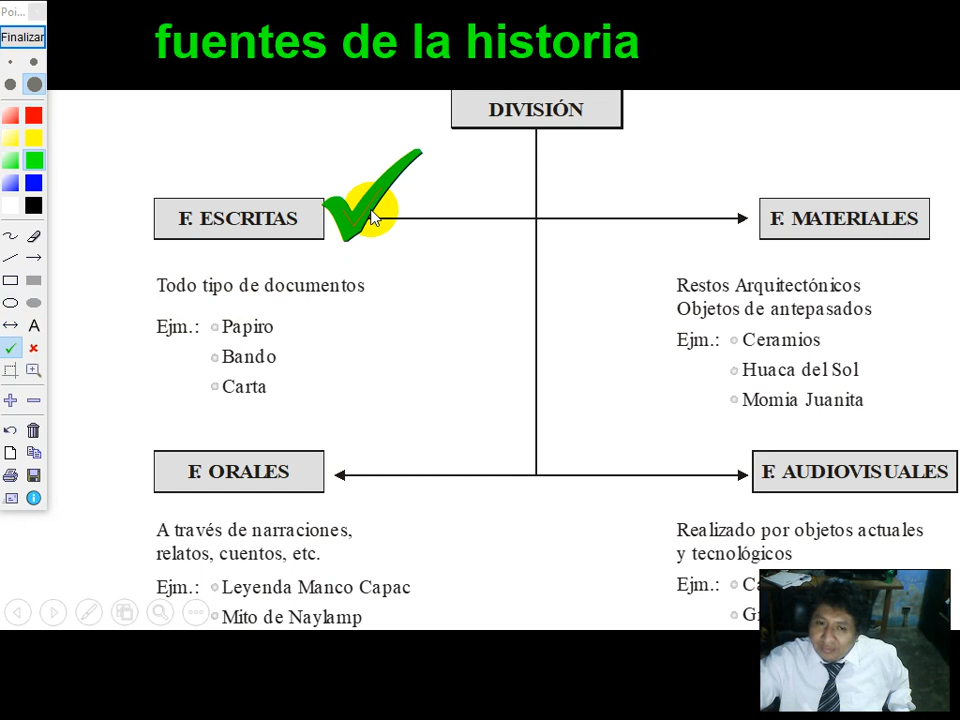 Poi...
Finalizar
A
fuentes de la historia
DIVISIÓN
F. ESCRITAS
Todo tipo de documentos
Ejm.: Papiro
Bando
Carta
F. MATERIALES
Restos Arquitectónicos
Objetos de antepasados
Ejm.: Ceramios
Huaca del Sol
Momia Juanita
F. ORALES
A través de narraciones,
relatos, cuentos, etc.
Ejm.: Leyenda Manco Capac
Mito de Naylamp
F. AUDIOVISUALES
Realizado por objetos actuales
y tecnológicos
Ejm.: